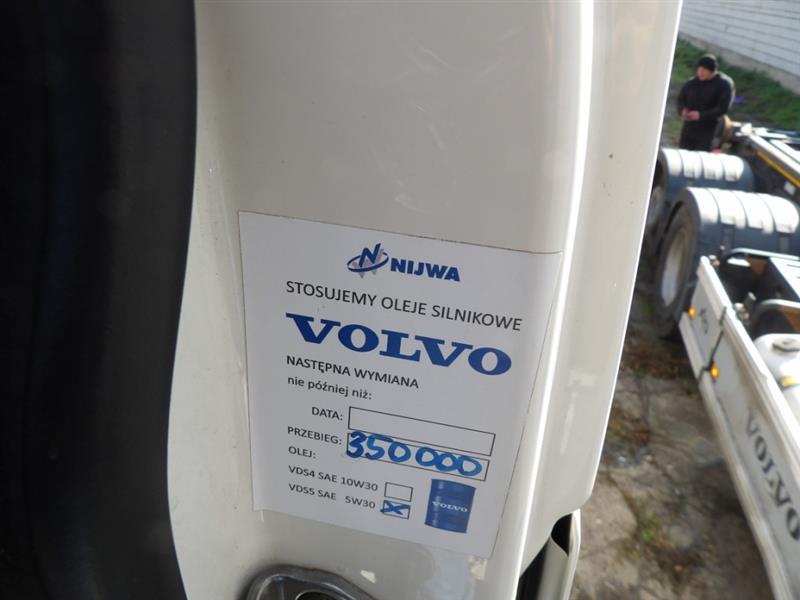 NIJWA
STOSUJEMY OLEJE SILNIKOWE
VOLVO
NASTĘPNA WYMIANA
nie później niż:
DATA:
PRZEBIEG: 350000
OLEJ:
VDS4 SAE 10W30
VDS5 SAE 5W30
VOLVO
VOLVO